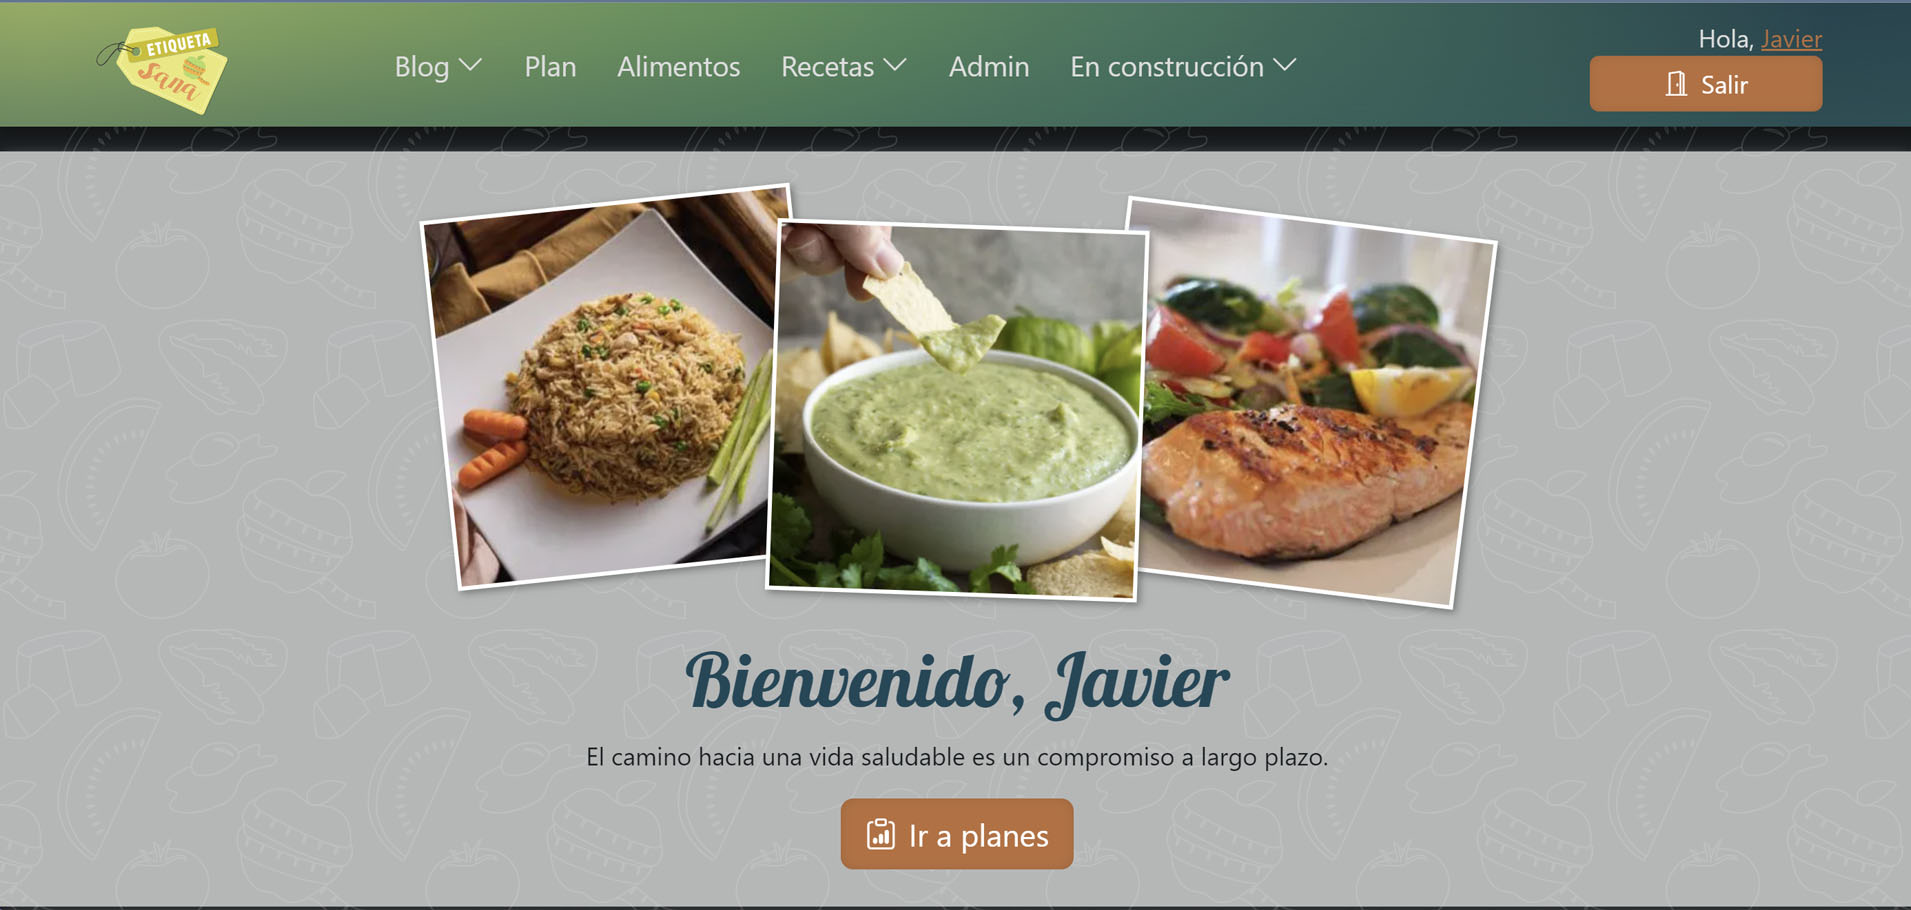 ETIQUETA
Sana
Blog
Plan
Alimentos
Recetas
Admin
En construcción
Hola, Javier
Salir
Bienvenido, Javier
El camino hacia una vida saludable es un compromiso a largo plazo.
Ir a planes